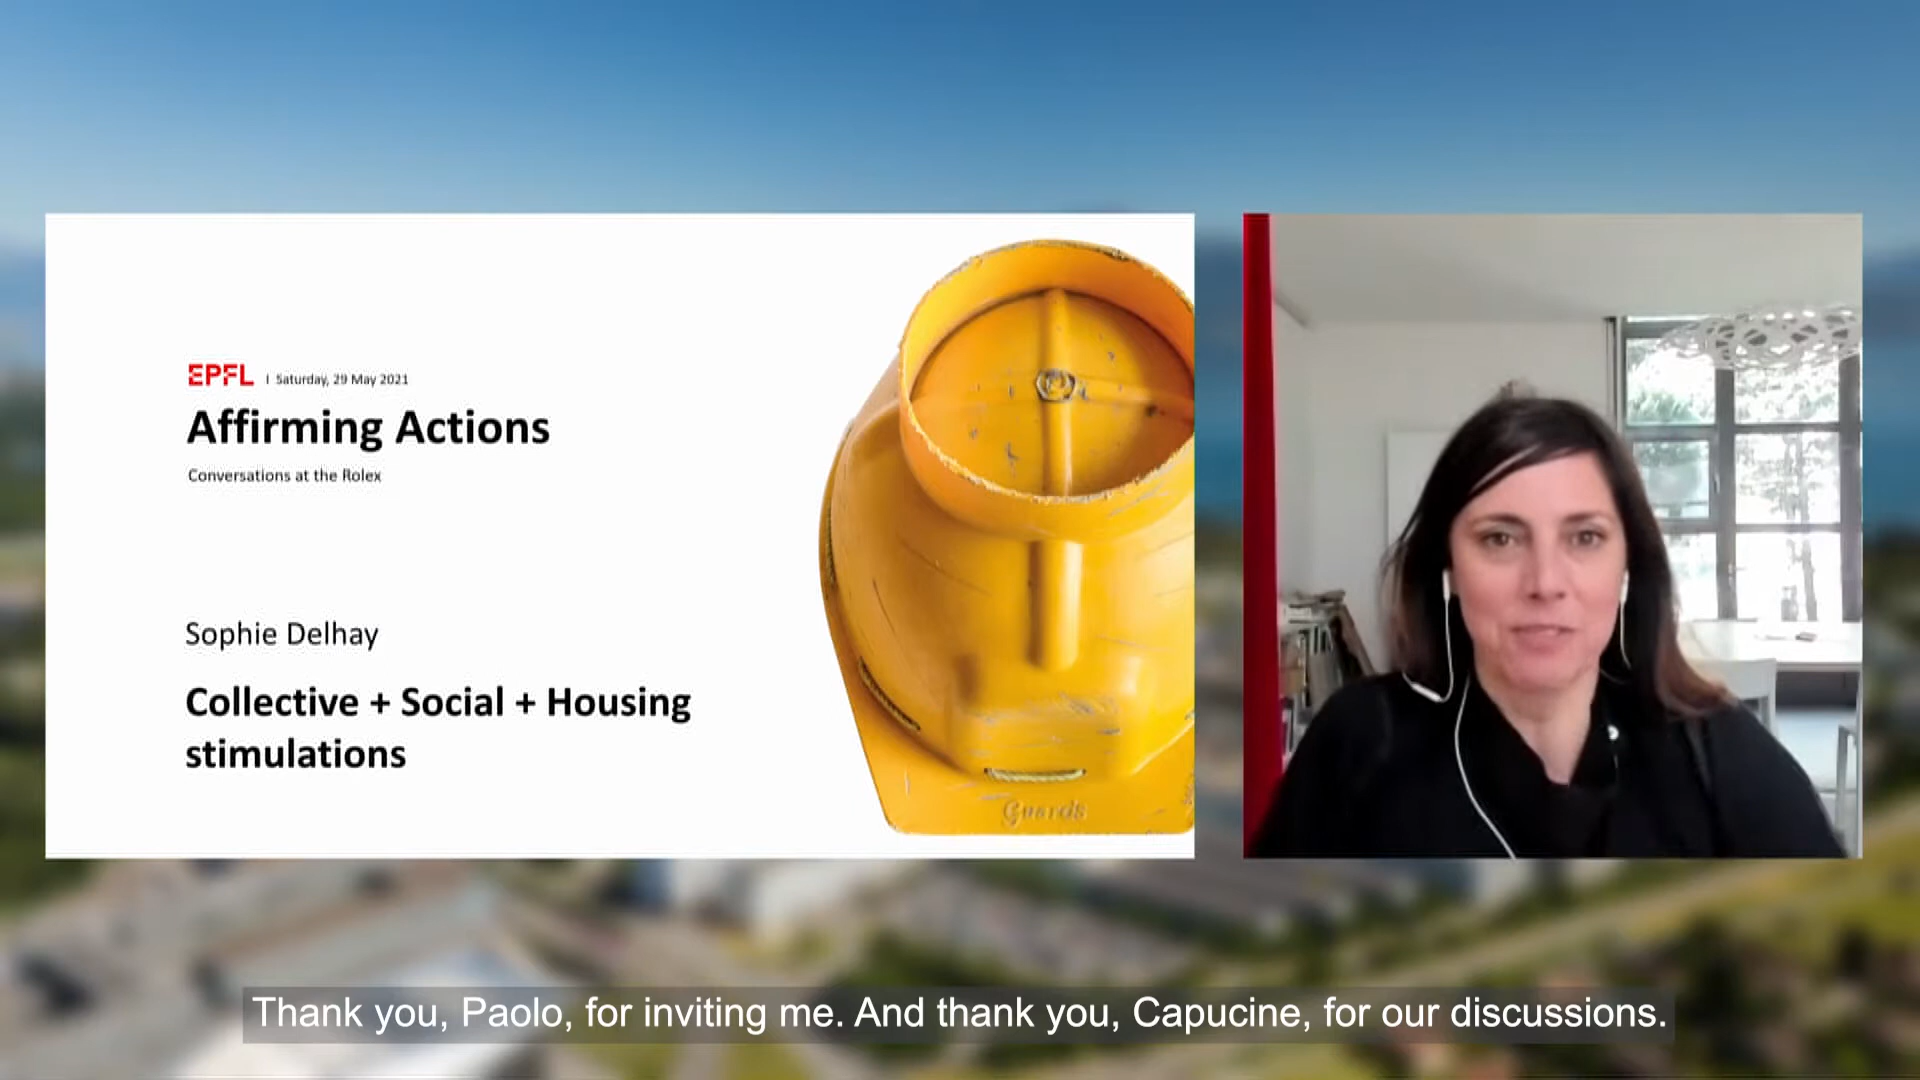 EPFL | Saturday, 29 May 2021
Affirming Actions
Conversations at the Rolex
Sophie Delhay
Collective + Social + Housing
stimulations
Guards
Thank you, Paolo, for inviting me. And thank you, Capucine, for our discussions.